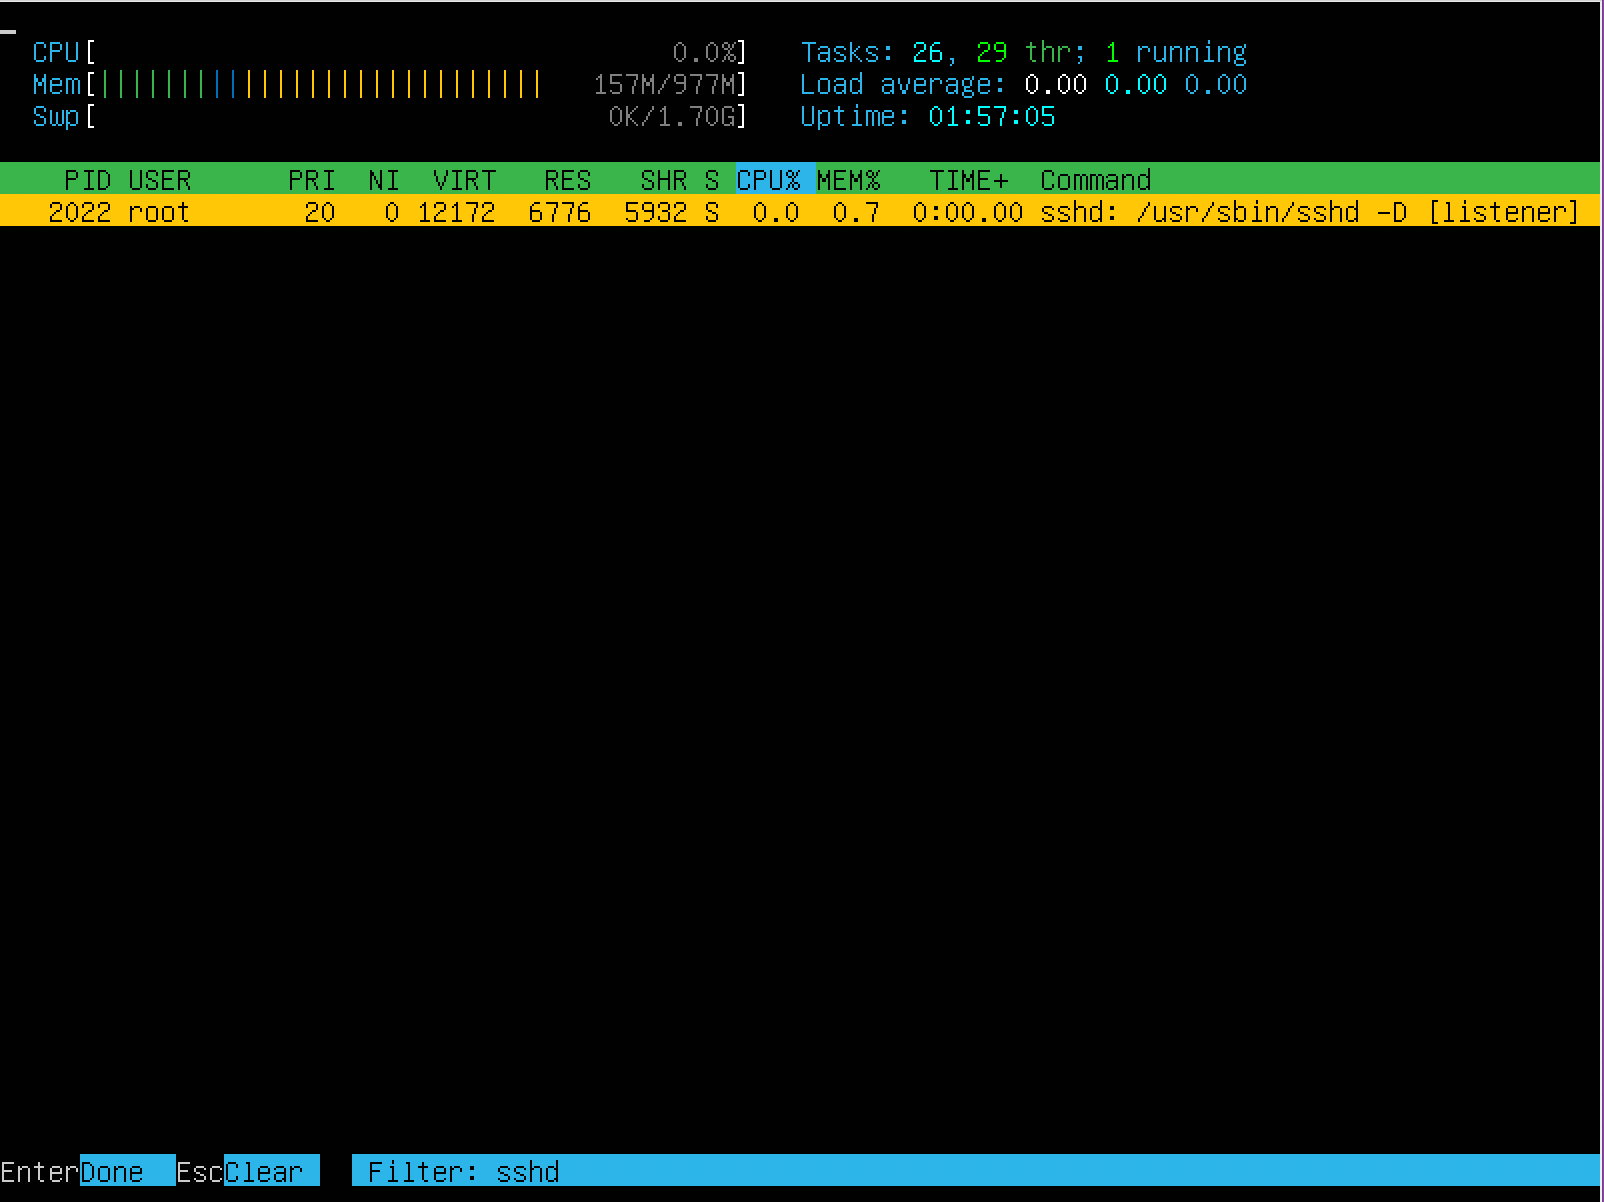 CPU[ 0.0%] Tasks: 26, 29 thr; 1 running
Mem[||||||||||||||||||||||||||||  157M/977M] Load average: 0.00 0.00 0.00
Swp[ 0K/1.70G] Uptime: 01:57:05
PID USER PRI NI VIRT RES SHR S CPU% MEM% TIME+ Command
2022 root 20 0 12172 6776 5932 S 0.0 0.7 0:00.00 sshd: /usr/sbin/sshd -D [listener]
EnterDone EscClear Filter: sshd